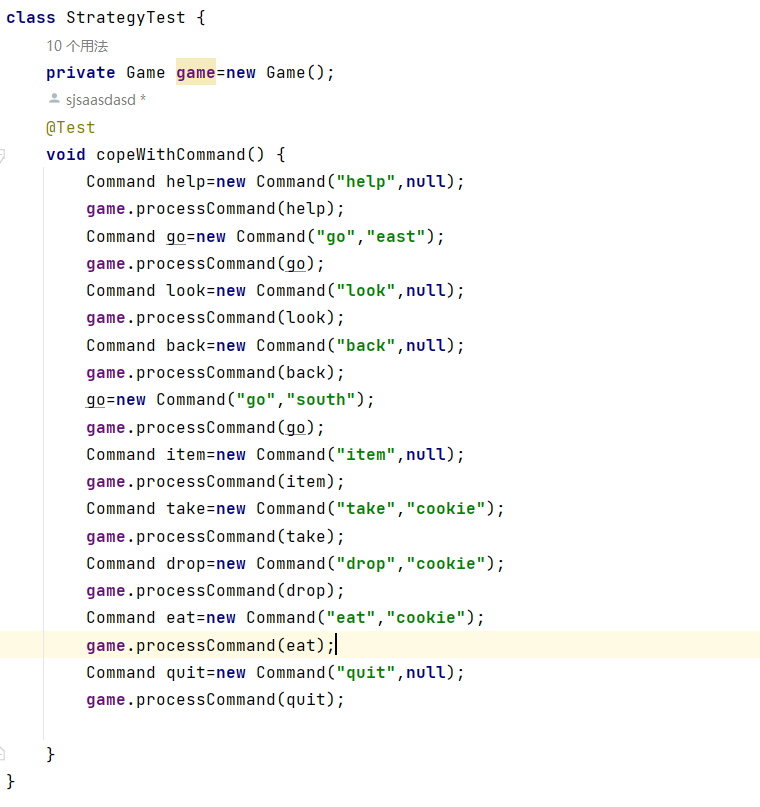 class StrategyTest {
10 个用法
private Game game=new Game();
sjsaasdasd *
@Test
void copeWithCommand() {
Command help=new Command("help",null);
game.processCommand(help);
Command go=new Command("go","east");
game.processCommand(go);
Command look=new Command("look",null);
game.processCommand(look);
Command back=new Command("back",null);
game.processCommand(back);
go=new Command("go","south");
game.processCommand(go);
Command item=new Command("item",null);
game.processCommand(item);
Command take=new Command("take","cookie");
game.processCommand(take);
Command drop=new Command("drop","cookie");
game.processCommand(drop);
Command eat=new Command("eat","cookie");
game.processCommand(eat);
Command quit=new Command("quit",null);
game.processCommand(quit);
}
}